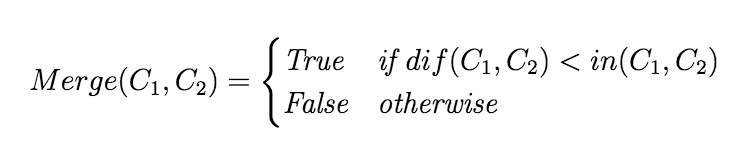 Merge(C₁, C₂) = { True if dif(C₁, C₂) < in(C₁, C₂)
False otherwise